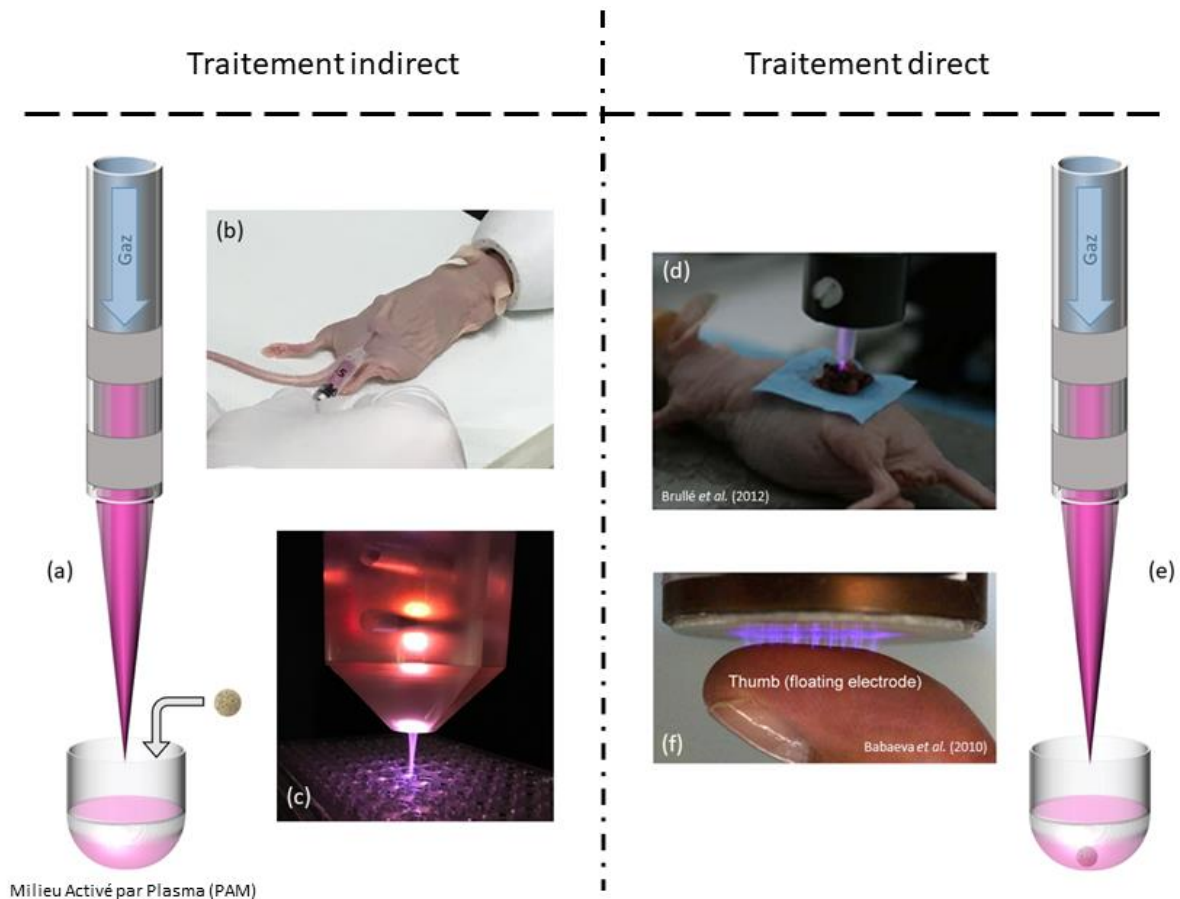 Traitement indirect
Traitement direct
Gaz
(b)
(a)
(c)
Milieu Activé par Plasma (PAM)
(d)
Brullé et al. (2012)
Gaz
(e)
Thumb (floating electrode)
Babaeva et al. (2010)
(f)